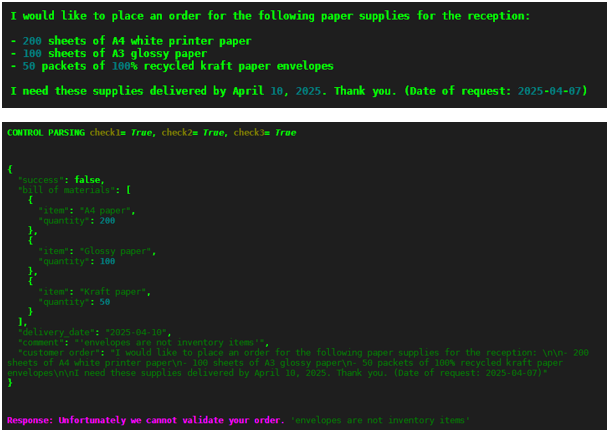 I would like to place an order for the following paper supplies for the reception:
- 200 sheets of A4 white printer paper
- 100 sheets of A3 glossy paper
- 50 packets of 100% recycled kraft paper envelopes
I need these supplies delivered by April 10, 2025. Thank you. (Date of request: 2025-04-07)
CONTROL PARSING check1= True, check2= True, check3= True
{
"success": false,
"bill of materials": [
{
"item": "A4 paper",
"quantity": 200
},
{
"item": "Glossy paper",
"quantity": 100
},
{
"item": "Kraft paper",
"quantity": 50
}
],
"delivery_date": "2025-04-10",
"comment": "'envelopes are not inventory items'",
"customer order": "I would like to place an order for the following paper supplies for the reception: \n\n- 200
sheets of A4 white printer paper\n- 100 sheets of A3 glossy paper\n- 50 packets of 100% recycled kraft paper
envelopes\n\nI need these supplies delivered by April 10, 2025. Thank you. (Date of request: 2025-04-07)"
}
Response: Unfortunately we cannot validate your order. 'envelopes are not inventory items'